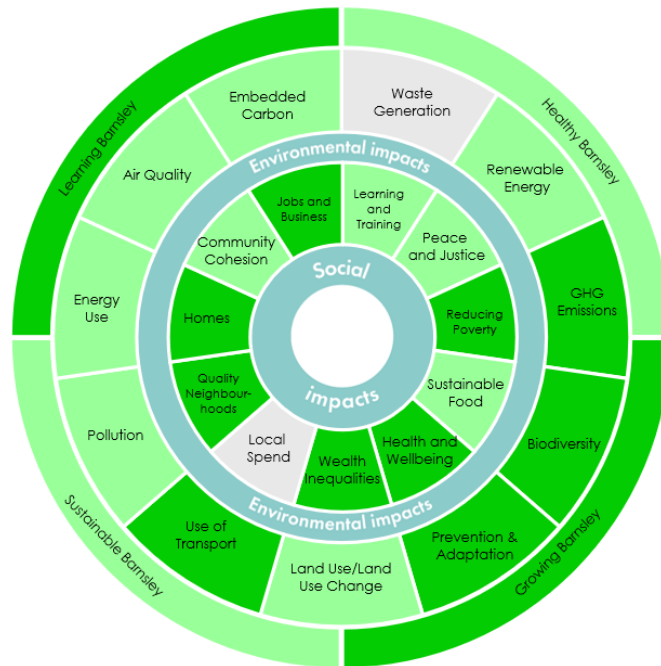 Learning Barnsley
Healthy Barnsley
Growing Barnsley
Sustainable Barnsley
Embedded
Carbon
Waste
Generation
Renewable
Energy
GHG
Emissions
Biodiversity
Prevention &
Adaptation
Land Use/Land
Use Change
Use of
Transport
Pollution
Energy
Use
Air Quality
Environmental impacts
Environmental impacts
Jobs and
Business
Learning
and
Training
Peace
and Justice
Reducing
Poverty
Sustainable
Food
Health and
Wellbeing
Wealth
Inequalities
Local
Spend
Quality
Neighbour-
hoods
Homes
Community
Cohesion
Social
impacts